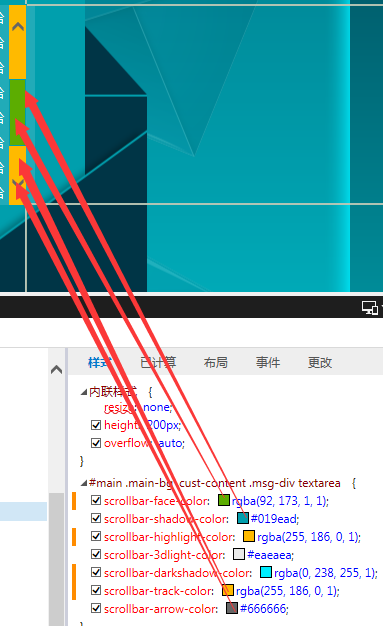 样式 已计算 布局 事件 更改
内联样式 {
resize: none;
height: 200px;
overflow: auto;
}
#main .main-bg .cust-content .msg-div textarea {
scrollbar-face-color: rgba(92, 173, 1, 1);
scrollbar-shadow-color: #019ead;
scrollbar-highlight-color: rgba(255, 186, 0, 1);
scrollbar-3dlight-color: #eaeaea;
scrollbar-darkshadow-color: rgba(0, 238, 255, 1);
scrollbar-track-color: rgba(255, 186, 0, 1);
scrollbar-arrow-color: #666666;
}